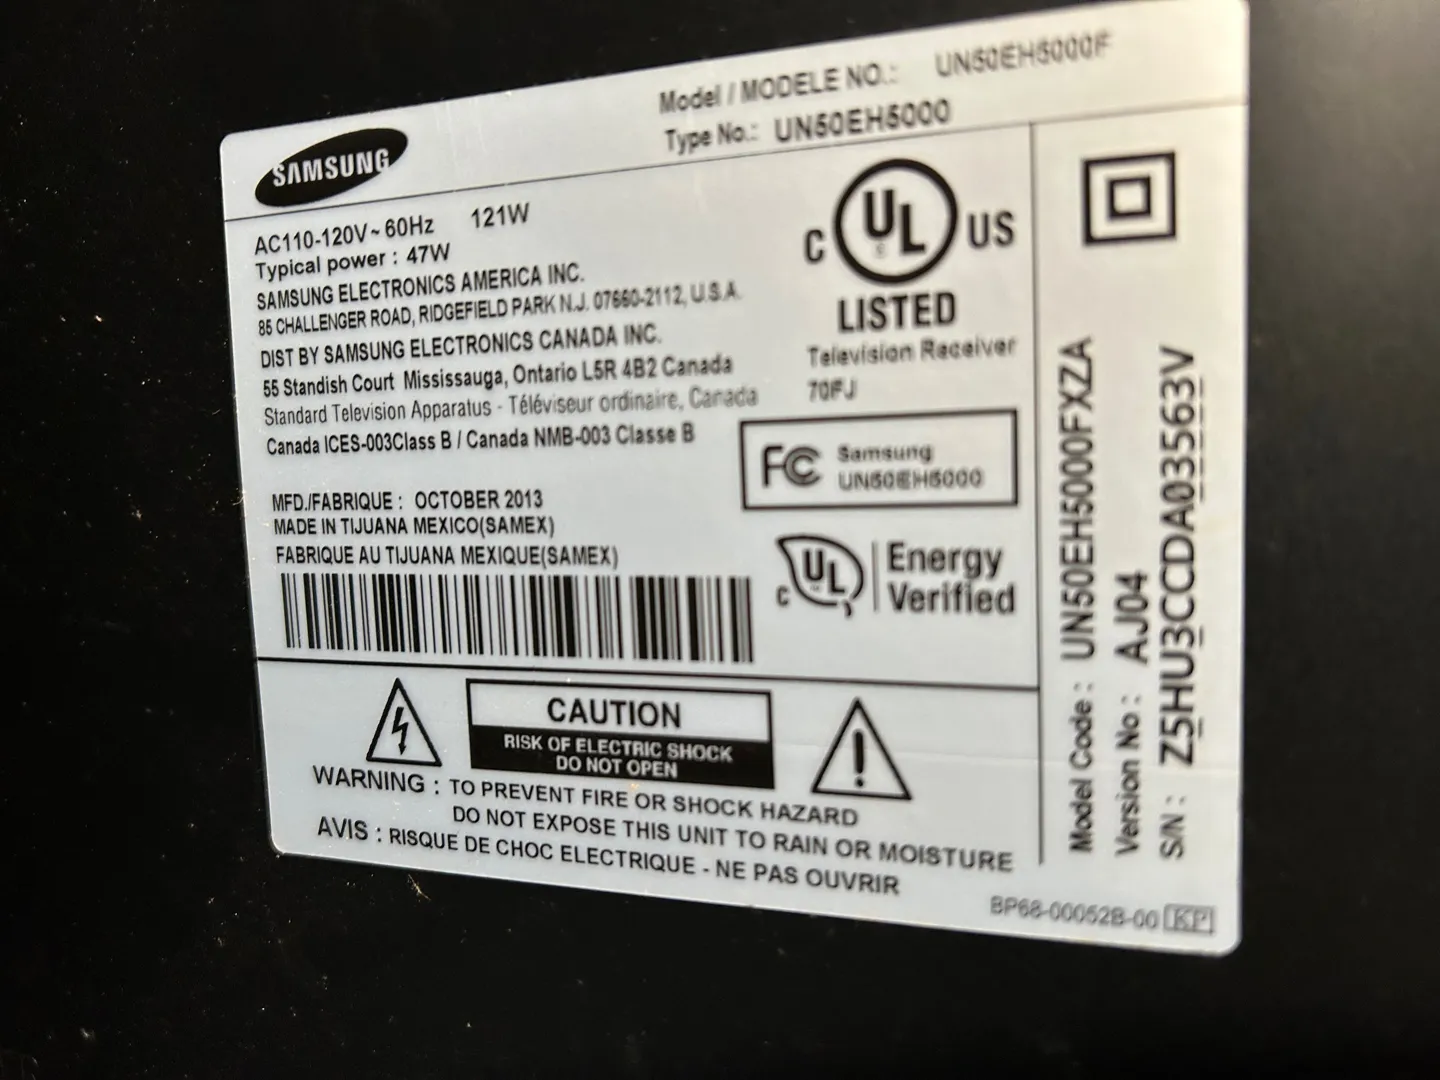 SAMSUNG
Model / MODELE NO.: UN50EH5000F
Type No.: UN50EH5000
AC110-120V~60Hz 121W
Typical power : 47W
SAMSUNG ELECTRONICS AMERICA INC.
85 CHALLENGER ROAD, RIDGEFIELD PARK N.J. 07660-2112, U.S.A.
DIST BY SAMSUNG ELECTRONICS CANADA INC.
55 Standish Court Mississauga, Ontario L5R 4B2 Canada
Standard Television Apparatus - Téléviseur ordinaire, Canada
Canada ICES-003Class B / Canada NMB-003 Classe B
MFD./FABRIQUE : OCTOBER 2013
MADE IN TIJUANA MEXICO(SAMEX)
FABRIQUE AU TIJUANA MEXIQUE(SAMEX)
C UL US
LISTED
Television Receiver
70FJ
FC Samsung
UN50EH5000
C UL Energy
Verified
CAUTION
RISK OF ELECTRIC SHOCK
DO NOT OPEN
WARNING : TO PREVENT FIRE OR SHOCK HAZARD
DO NOT EXPOSE THIS UNIT TO RAIN OR MOISTURE
AVIS : RISQUE DE CHOC ELECTRIQUE - NE PAS OUVRIR
Model Code : UN50EH5000FXZA
Version No : AJ04
S/N : Z5HU3CCDA03563V
BP68-00052B-00 KP